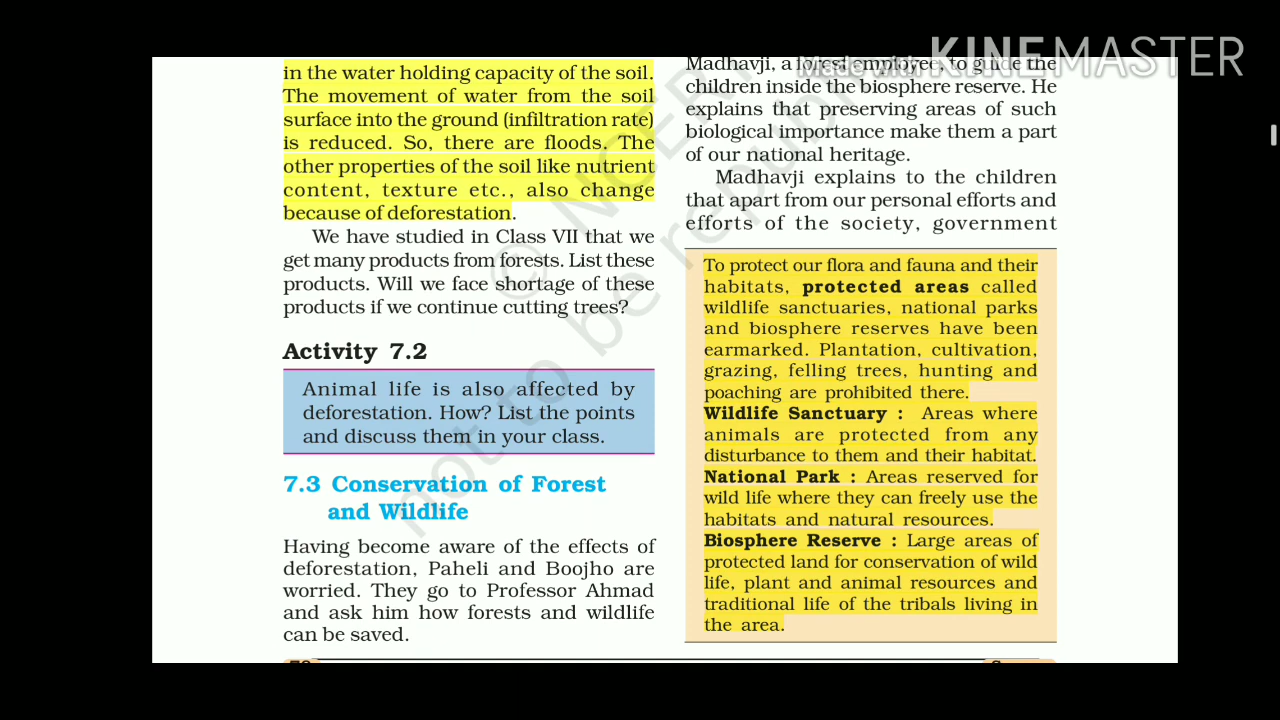 Made with KINEMASTER
in the water holding capacity of the soil.
The movement of water from the soil
surface into the ground (infiltration rate)
is reduced. So, there are floods. The
other properties of the soil like nutrient
content, texture etc., also change
because of deforestation.
We have studied in Class VII that we
get many products from forests. List these
products. Will we face shortage of these
products if we continue cutting trees?
Activity 7.2
Animal life is also affected by
deforestation. How? List the points
and discuss them in your class.
7.3 Conservation of Forest
and Wildlife
Having become aware of the effects of
deforestation, Paheli and Boojho are
worried. They go to Professor Ahmad
and ask him how forests and wildlife
can be saved.
Madhavji, a forest employee, to guide the
children inside the biosphere reserve. He
explains that preserving areas of such
biological importance make them a part
of our national heritage.
Madhavji explains to the children
that apart from our personal efforts and
efforts of the society, government
To protect our flora and fauna and their
habitats, protected areas called
wildlife sanctuaries, national parks
and biosphere reserves have been
earmarked. Plantation, cultivation,
grazing, felling trees, hunting and
poaching are prohibited there.
Wildlife Sanctuary : Areas where
animals are protected from any
disturbance to them and their habitat.
National Park : Areas reserved for
wild life where they can freely use the
habitats and natural resources.
Biosphere Reserve : Large areas of
protected land for conservation of wild
life, plant and animal resources and
traditional life of the tribals living in
the area.
© NCERT
not to be republ